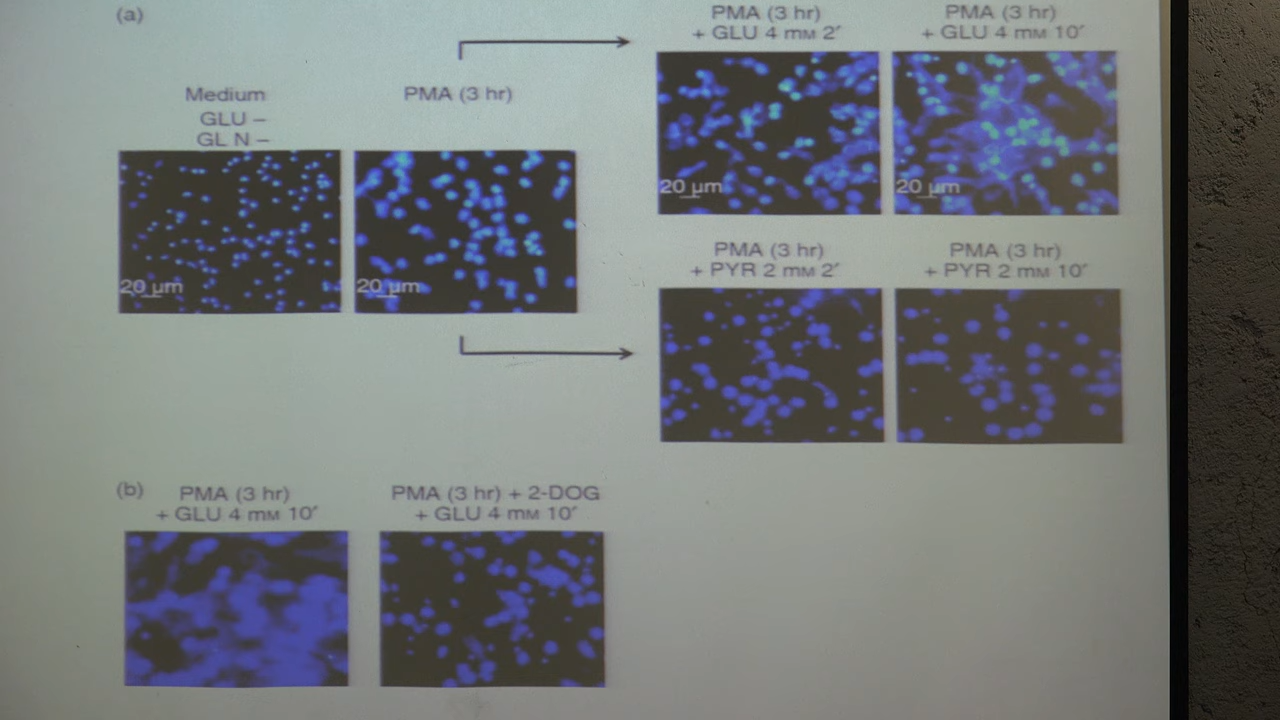 (a)
Medium
GLU –
GL N –
20 µm
PMA (3 hr)
20 µm
PMA (3 hr)
+ GLU 4 mM 2′
20 µm
PMA (3 hr)
+ GLU 4 mM 10′
20 µm
PMA (3 hr)
+ PYR 2 mM 2′
PMA (3 hr)
+ PYR 2 mM 10′
(b)
PMA (3 hr)
+ GLU 4 mM 10′
PMA (3 hr) + 2-DOG
+ GLU 4 mM 10′